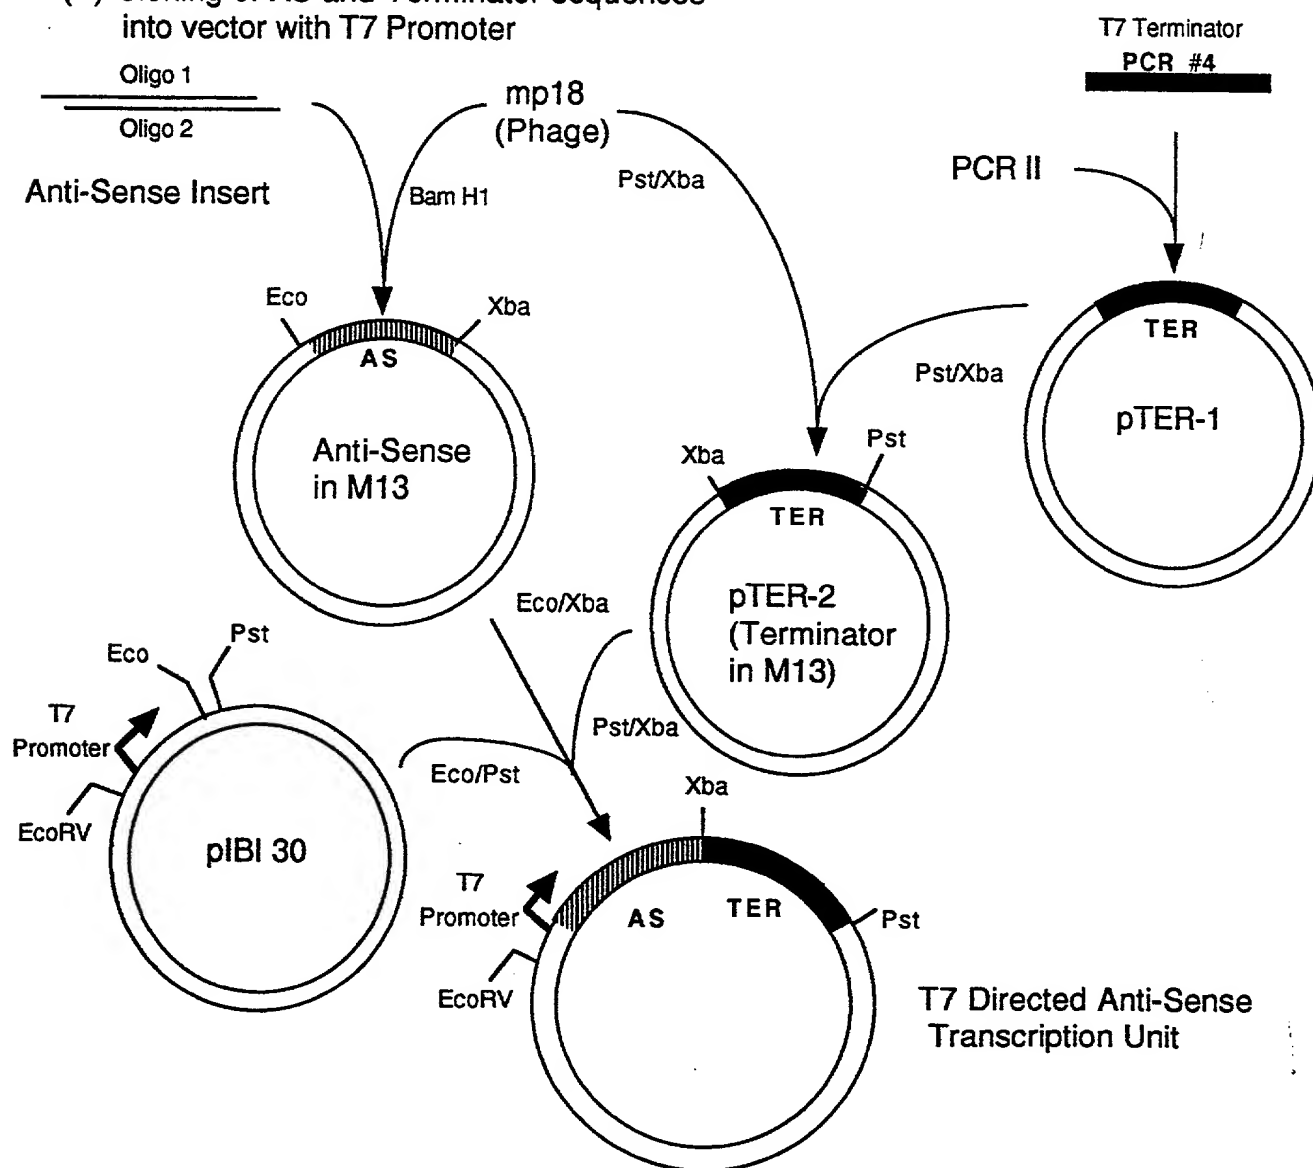 into vector with T7 Promoter
T7 Terminator
PCR #4
Oligo 1
Oligo 2
mp18
(Phage)
Anti-Sense Insert
Bam H1
Pst/Xba
PCR II
Eco
Xba
AS
Anti-Sense
in M13
TER
pTER-1
Pst/Xba
Xba
Pst
TER
pTER-2
(Terminator
in M13)
Eco/Xba
Pst/Xba
Eco/Pst
Eco
Pst
T7
Promoter
EcoRV
pIBI 30
Xba
T7
Promoter
AS
TER
Pst
EcoRV
T7 Directed Anti-Sense
Transcription Unit